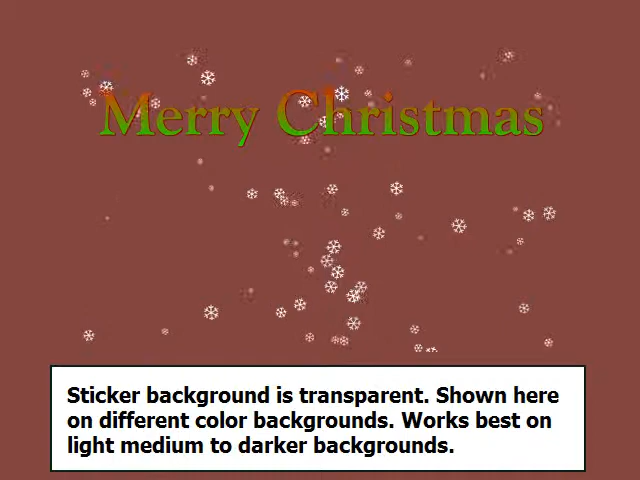 Merry Christmas
Sticker background is transparent. Shown here
on different color backgrounds. Works best on
light medium to darker backgrounds.